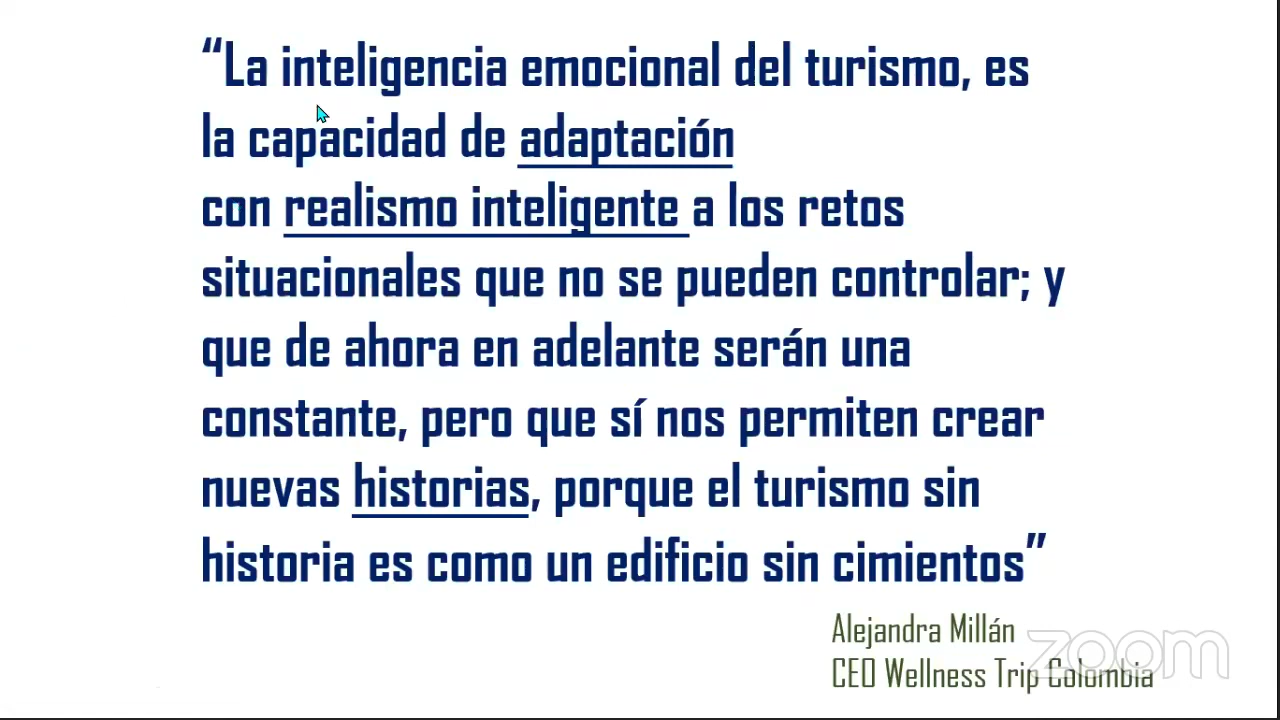 “La inteligencia emocional del turismo, es
la capacidad de adaptación
con realismo inteligente a los retos
situacionales que no se pueden controlar; y
que de ahora en adelante serán una
constante, pero que sí nos permiten crear
nuevas historias, porque el turismo sin
historia es como un edificio sin cimientos”
Alejandra Millán
CEO Wellness Trip Colombia
zoom